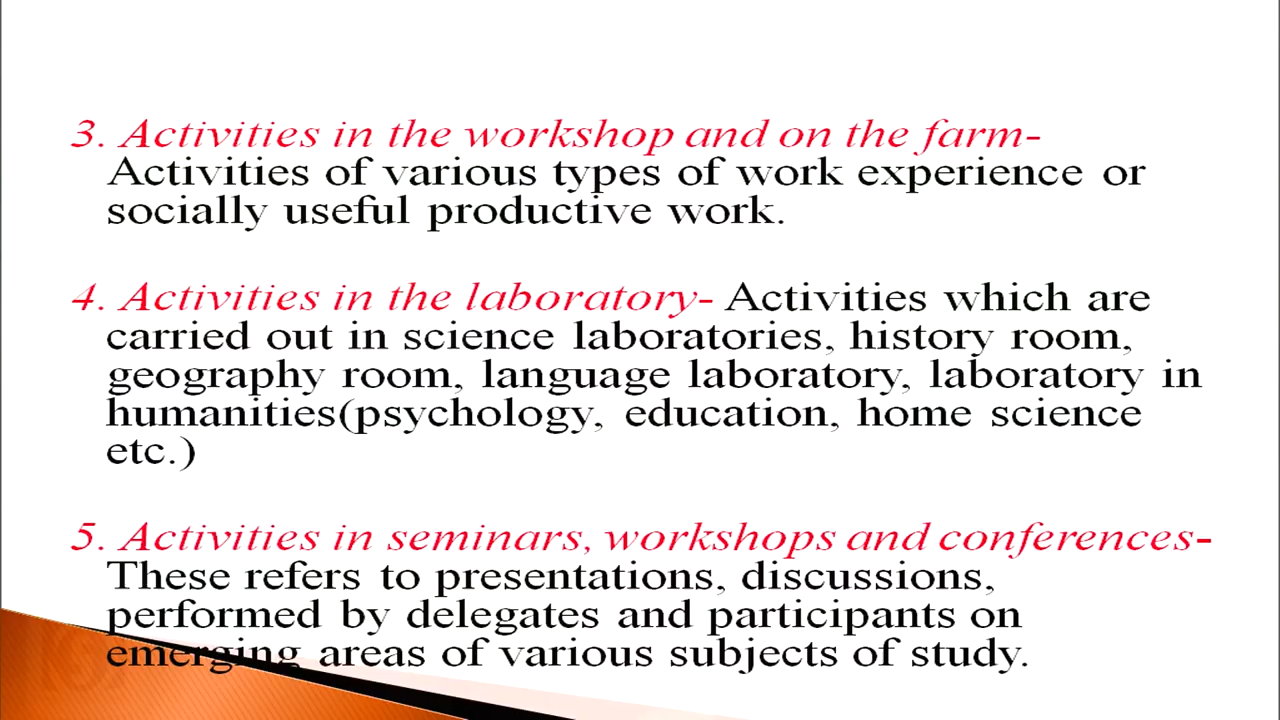 3. Activities in the workshop and on the farm-
Activities of various types of work experience or
socially useful productive work.
4. Activities in the laboratory- Activities which are
carried out in science laboratories, history room,
geography room, language laboratory, laboratory in
humanities(psychology, education, home science
etc.)
5. Activities in seminars, workshops and conferences-
These refers to presentations, discussions,
performed by delegates and participants on
emerging areas of various subjects of study.